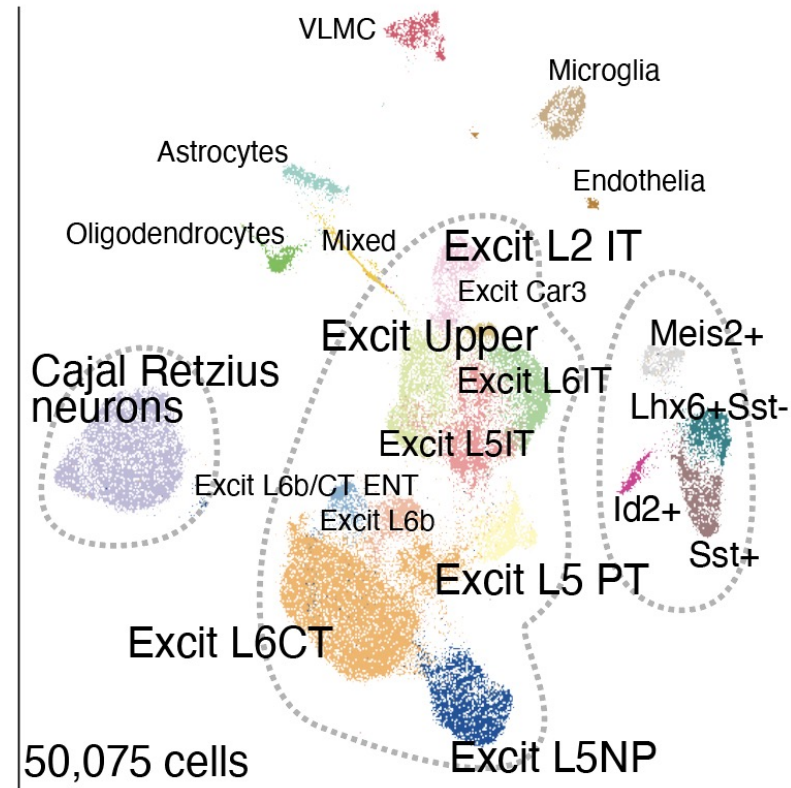 VLMC
Microglia
Astrocytes
Endothelia
Oligodendrocytes
Mixed
Excit L2 IT
Excit Car3
Excit Upper
Meis2+
Cajal Retzius
neurons
Excit L6IT
Lhx6+Sst-
Excit L5IT
Excit L6b/CT ENT
Excit L6b
Id2+
Sst+
Excit L5 PT
Excit L6CT
Excit L5NP
50,075 cells